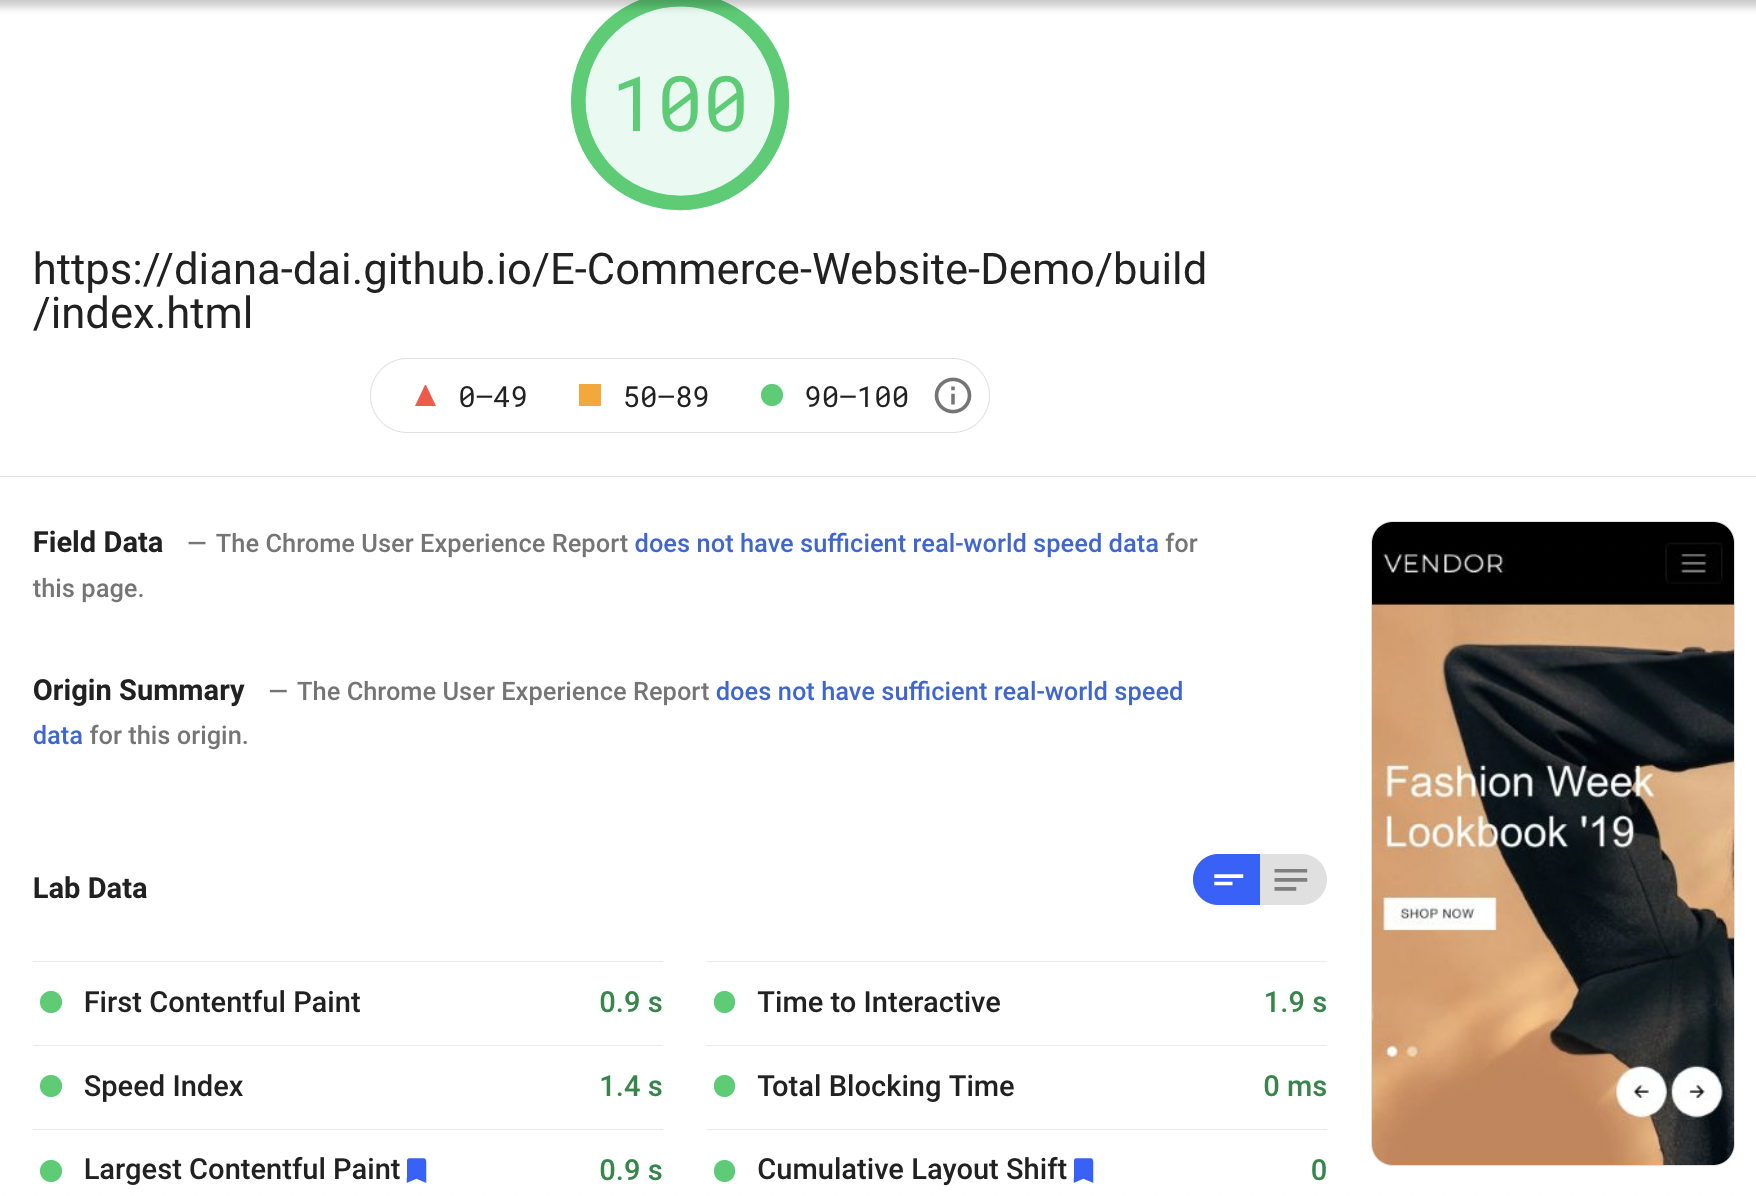 100
https://diana-dai.github.io/E-Commerce-Website-Demo/build
/index.html
0–49 50–89 90–100
Field Data — The Chrome User Experience Report does not have sufficient real-world speed data for
this page.
Origin Summary — The Chrome User Experience Report does not have sufficient real-world speed
data for this origin.
Lab Data
First Contentful Paint 0.9 s
Time to Interactive 1.9 s
Speed Index 1.4 s
Total Blocking Time 0 ms
Largest Contentful Paint 0.9 s
Cumulative Layout Shift 0
VENDOR
Fashion Week
Lookbook '19
SHOP NOW